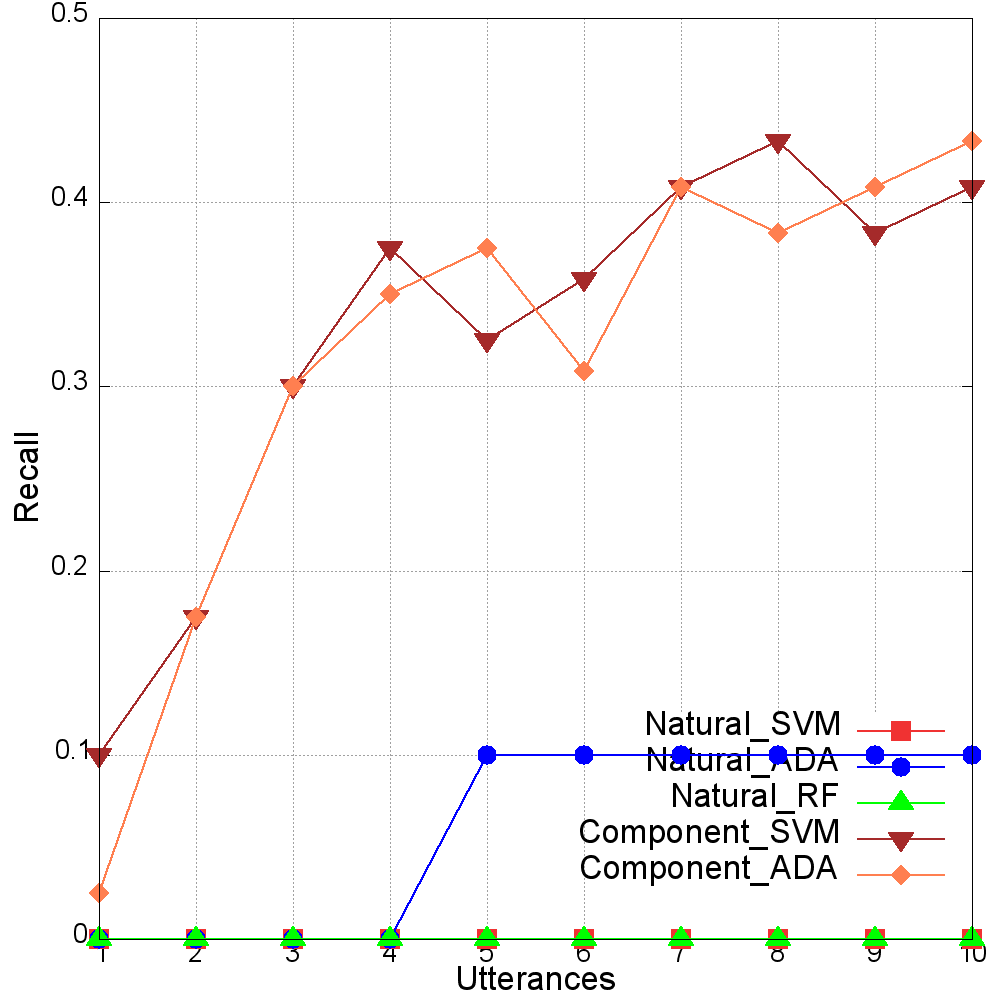 0.5
0.4
0.3
0.2
0.1
0
Recall
Natural_SVM
Natural_ADA
Natural_RF
Component_SVM
Component_ADA
1 2 3 4 5 6 7 8 9 10
Utterances